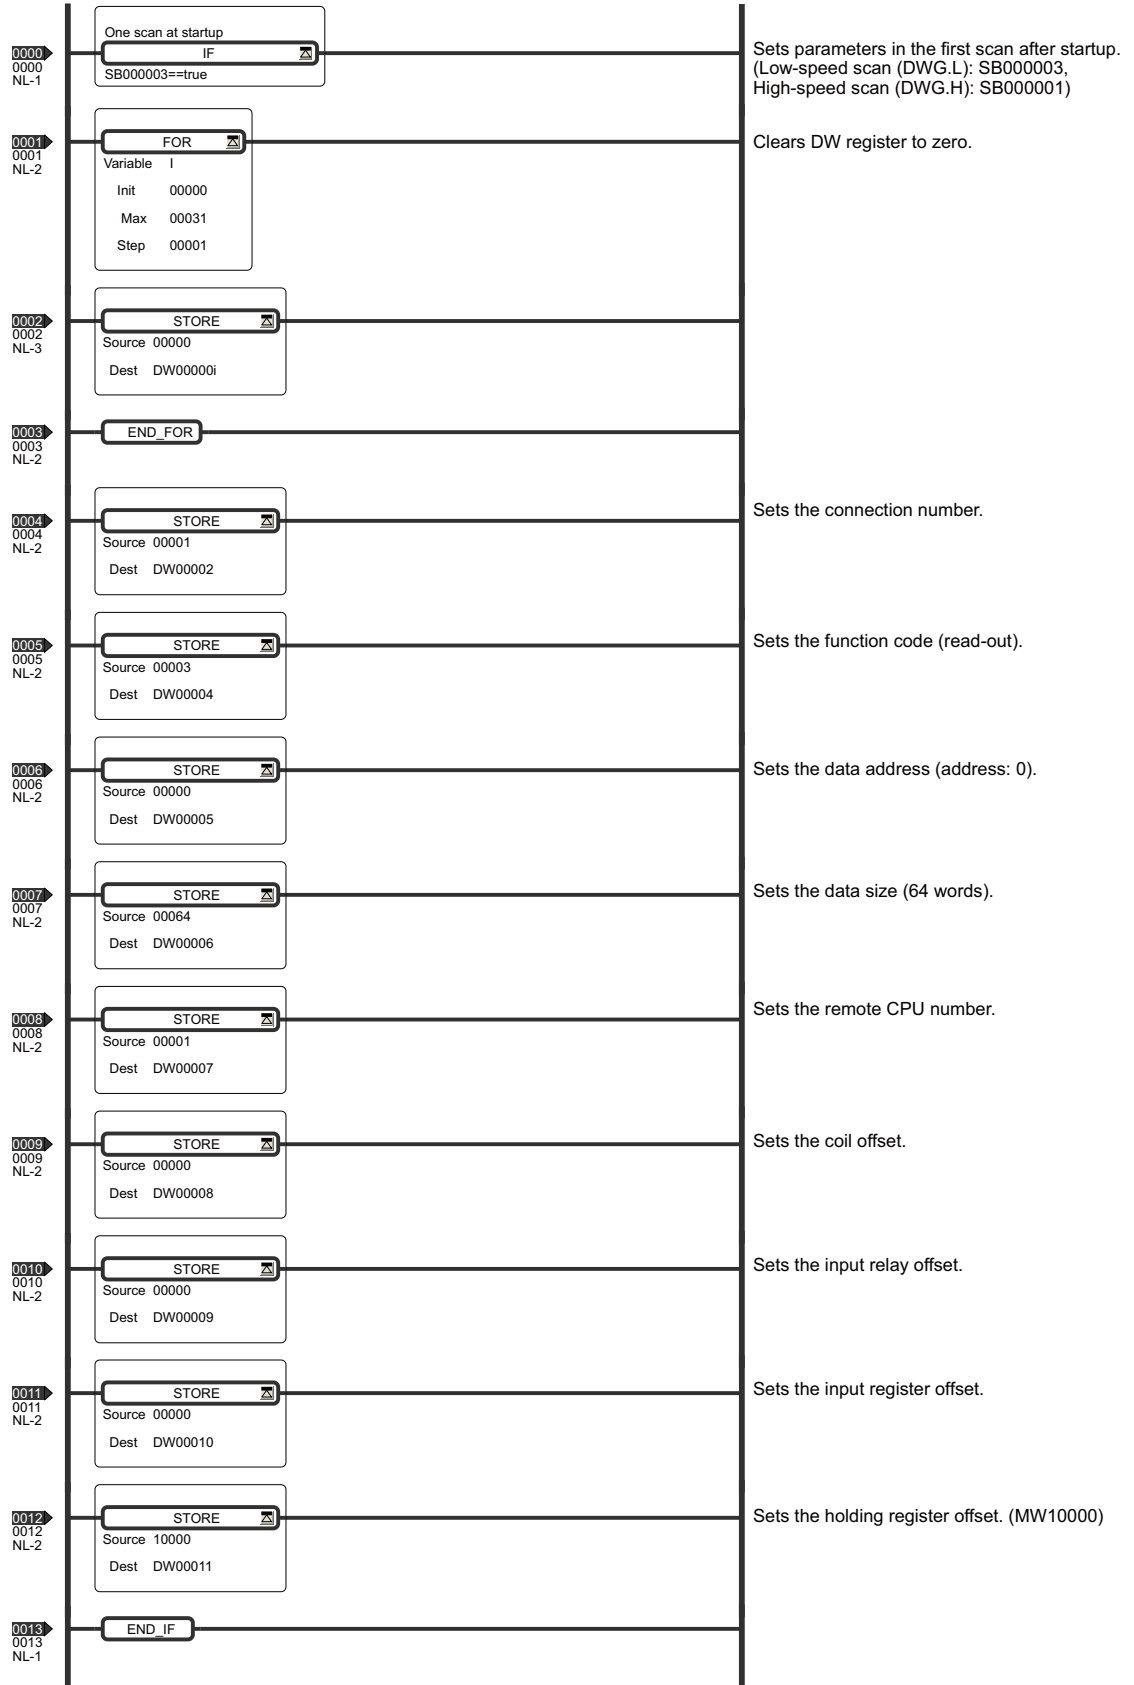 One scan at startup
0000
0000
NL-1
IF
SB000003==true
Sets parameters in the first scan after startup.
(Low-speed scan (DWG.L): SB000003,
High-speed scan (DWG.H): SB000001)
0001
0001
NL-2
FOR
Variable I
Init 00000
Max 00031
Step 00001
Clears DW register to zero.
0002
0002
NL-3
STORE
Source 00000
Dest DW00000i
0003
0003
NL-2
END_FOR
0004
0004
NL-2
STORE
Source 00001
Dest DW00002
Sets the connection number.
0005
0005
NL-2
STORE
Source 00003
Dest DW00004
Sets the function code (read-out).
0006
0006
NL-2
STORE
Source 00000
Dest DW00005
Sets the data address (address: 0).
0007
0007
NL-2
STORE
Source 00064
Dest DW00006
Sets the data size (64 words).
0008
0008
NL-2
STORE
Source 00001
Dest DW00007
Sets the remote CPU number.
0009
0009
NL-2
STORE
Source 00000
Dest DW00008
Sets the coil offset.
0010
0010
NL-2
STORE
Source 00000
Dest DW00009
Sets the input relay offset.
0011
0011
NL-2
STORE
Source 00000
Dest DW00010
Sets the input register offset.
0012
0012
NL-2
STORE
Source 10000
Dest DW00011
Sets the holding register offset. (MW10000)
0013
0013
NL-1
END_IF